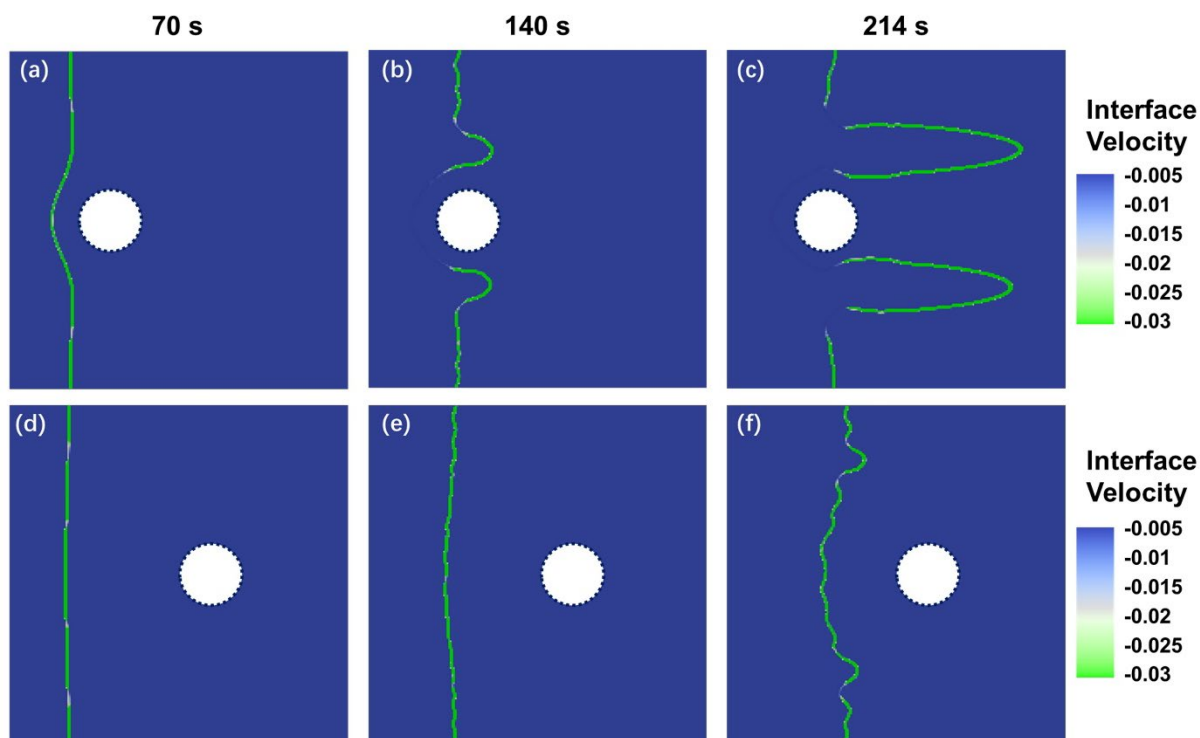 70 s
140 s
214 s
(a)
(b)
(c)
Interface
Velocity
-0.005
-0.01
-0.015
-0.02
-0.025
-0.03
(d)
(e)
(f)
Interface
Velocity
-0.005
-0.01
-0.015
-0.02
-0.025
-0.03